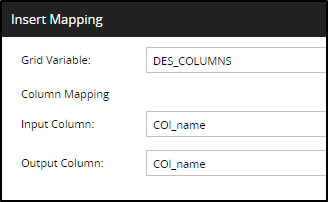 Insert Mapping
Grid Variable: DES_COLUMNS
Column Mapping
Input Column: COl_name
Output Column: COl_name